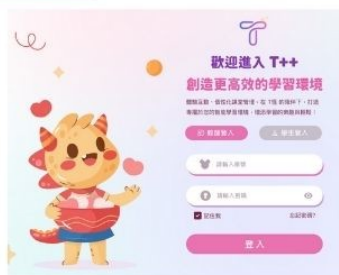 歡迎進入 T++
創造更高效的學習環境
教師登入
學生登入
請輸入帳號
請輸入密碼
記住我
忘記密碼?
登入